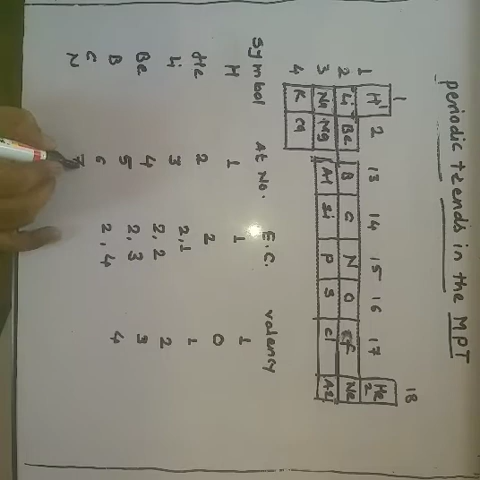 periodic trends in the MPT
1 18
H¹ 2 13 14 15 16 17 He 2
1
2 Li Be B C N O F Ne
3 Na Mg Al Si P S Cl
4 K
Symbol At No. E.C. valency
H 1 1 1
He 2 2 0
Li 3 2,1 1
Be 4 2,2 2
B 5 2,3 3
C 6 2,4 4
N 7